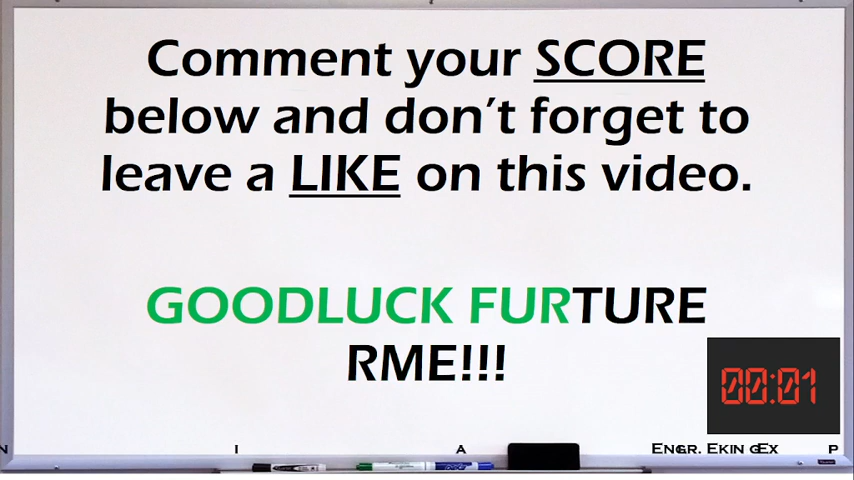 Comment your SCORE
below and don't forget to
leave a LIKE on this video.
GOODLUCK FURTURE
RME!!!
00:01
N I A ENGR. EKIN EX P